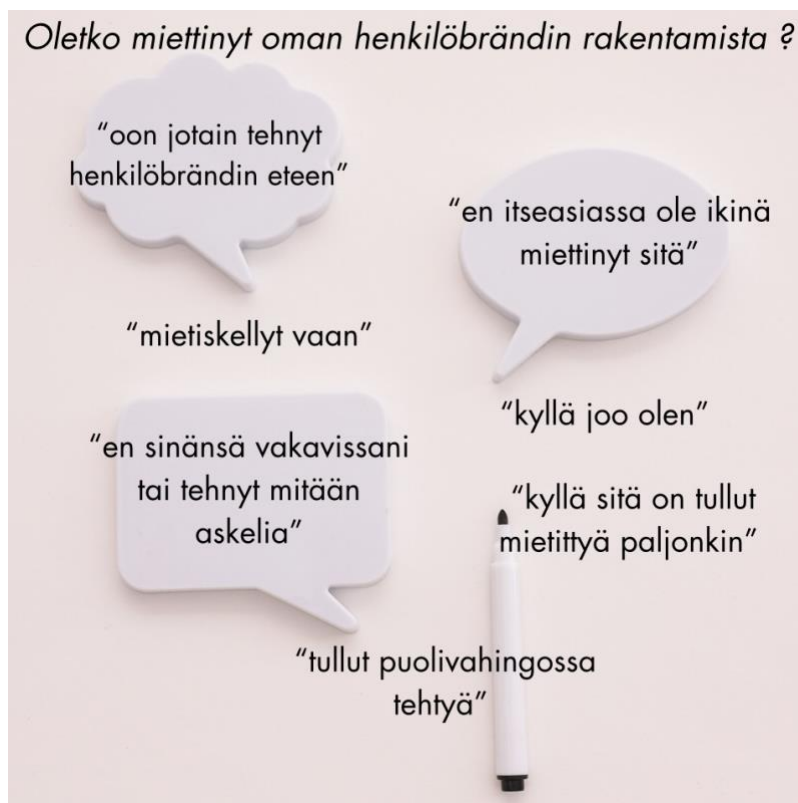 Oletko miettinyt oman henkilöbrändin rakentamista ?
“oon jotain tehnyt
henkilöbrändin eteen”
“en itseasiassa ole ikinä
miettinyt sitä”
“mietiskellyt vaan”
“kyllä joo olen”
“en sinänsä vakavissani
tai tehnyt mitään
askelia”
“kyllä sitä on tullut
mietittyä paljonkin”
“tullut puolivahingossa
tehtyä”